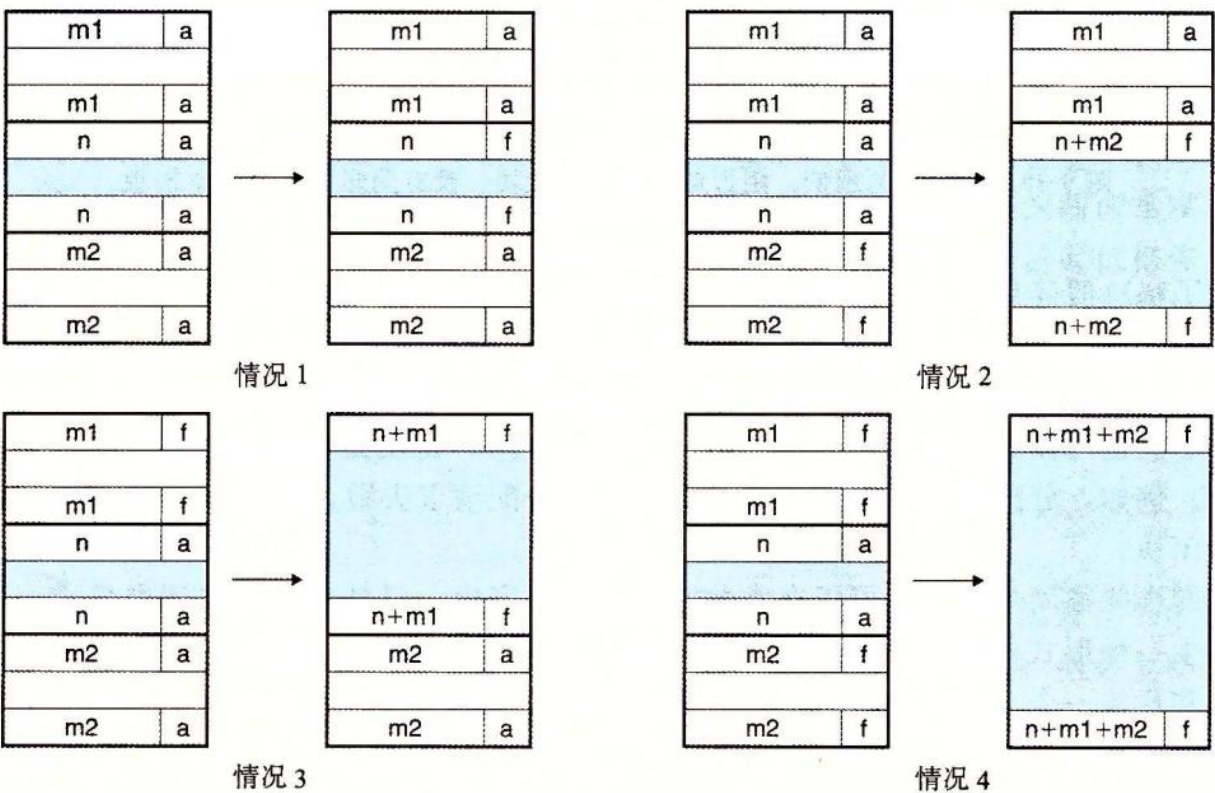 m1 a
m1 a
n a
n a
m2 a
m2 a
m1 a
m1 a
n f
n f
m2 a
m2 a
情况 1
m1 a
m1 a
n a
n a
m2 f
m2 f
m1 a
m1 a
n+m2 f
n+m2 f
情况 2
m1 f
m1 f
n a
n a
m2 a
m2 a
n+m1 f
n+m1 f
m2 a
m2 a
情况 3
m1 f
m1 f
n a
n a
m2 f
m2 f
n+m1+m2 f
n+m1+m2 f
情况 4